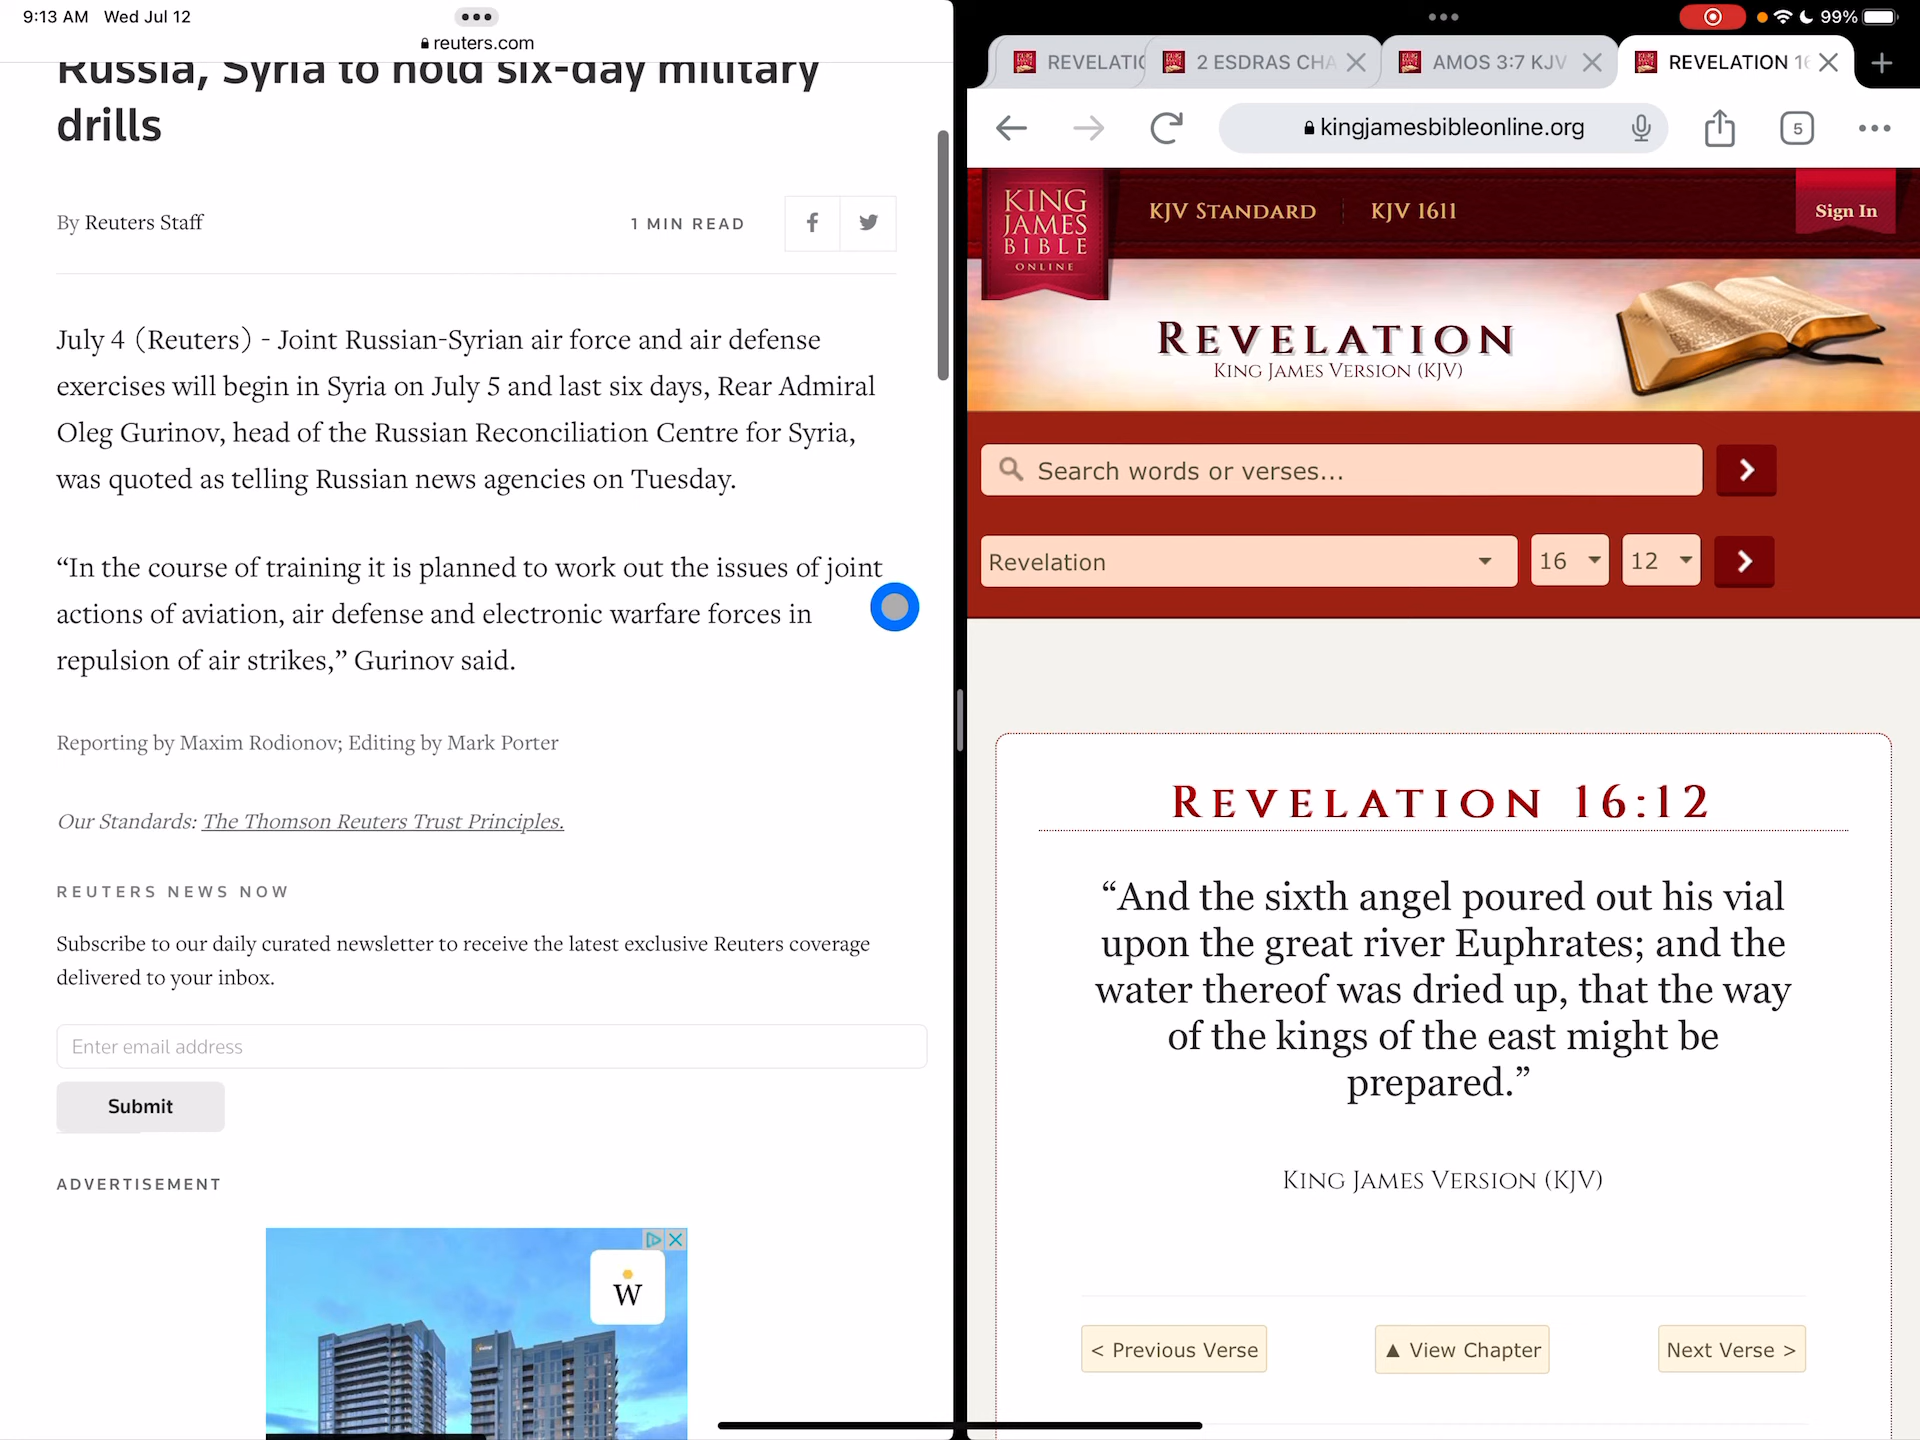 9:13 AM Wed Jul 12
reuters.com
Russia, Syria to hold six-day military
drills
By Reuters Staff
1 MIN READ
July 4 (Reuters) - Joint Russian-Syrian air force and air defense
exercises will begin in Syria on July 5 and last six days, Rear Admiral
Oleg Gurinov, head of the Russian Reconciliation Centre for Syria,
was quoted as telling Russian news agencies on Tuesday.
“In the course of training it is planned to work out the issues of joint
actions of aviation, air defense and electronic warfare forces in
repulsion of air strikes,” Gurinov said.
Reporting by Maxim Rodionov; Editing by Mark Porter
Our Standards: The Thomson Reuters Trust Principles.
REUTERS NEWS NOW
Subscribe to our daily curated newsletter to receive the latest exclusive Reuters coverage
delivered to your inbox.
Enter email address
Submit
ADVERTISEMENT
W
99%
REVELATIO
2 ESDRAS CHA
AMOS 3:7 KJV
REVELATION 16
kingjamesbibleonline.org
5
KING
JAMES
BIBLE
ONLINE
KJV STANDARD
KJV 1611
Sign In
REVELATION
KING JAMES VERSION (KJV)
Search words or verses...
Revelation
16
12
REVELATION 16:12
“And the sixth angel poured out his vial
upon the great river Euphrates; and the
water thereof was dried up, that the way
of the kings of the east might be
prepared.”
KING JAMES VERSION (KJV)
< Previous Verse
▲ View Chapter
Next Verse >